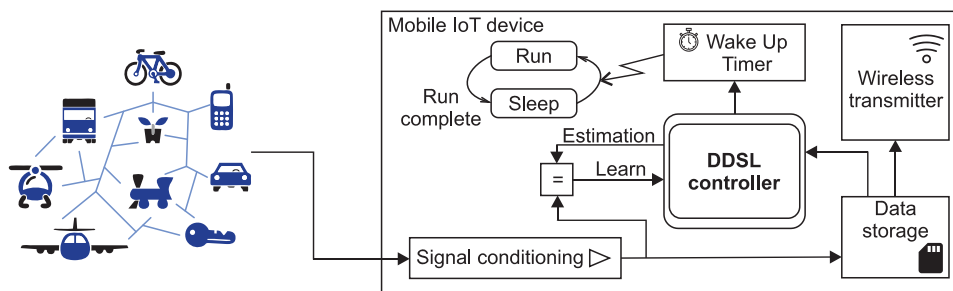 Mobile IoT device
Run
Sleep
Run
complete
Wake Up
Timer
Wireless
transmitter
Estimation
=
Learn
DDSL
controller
Signal conditioning
Data
storage